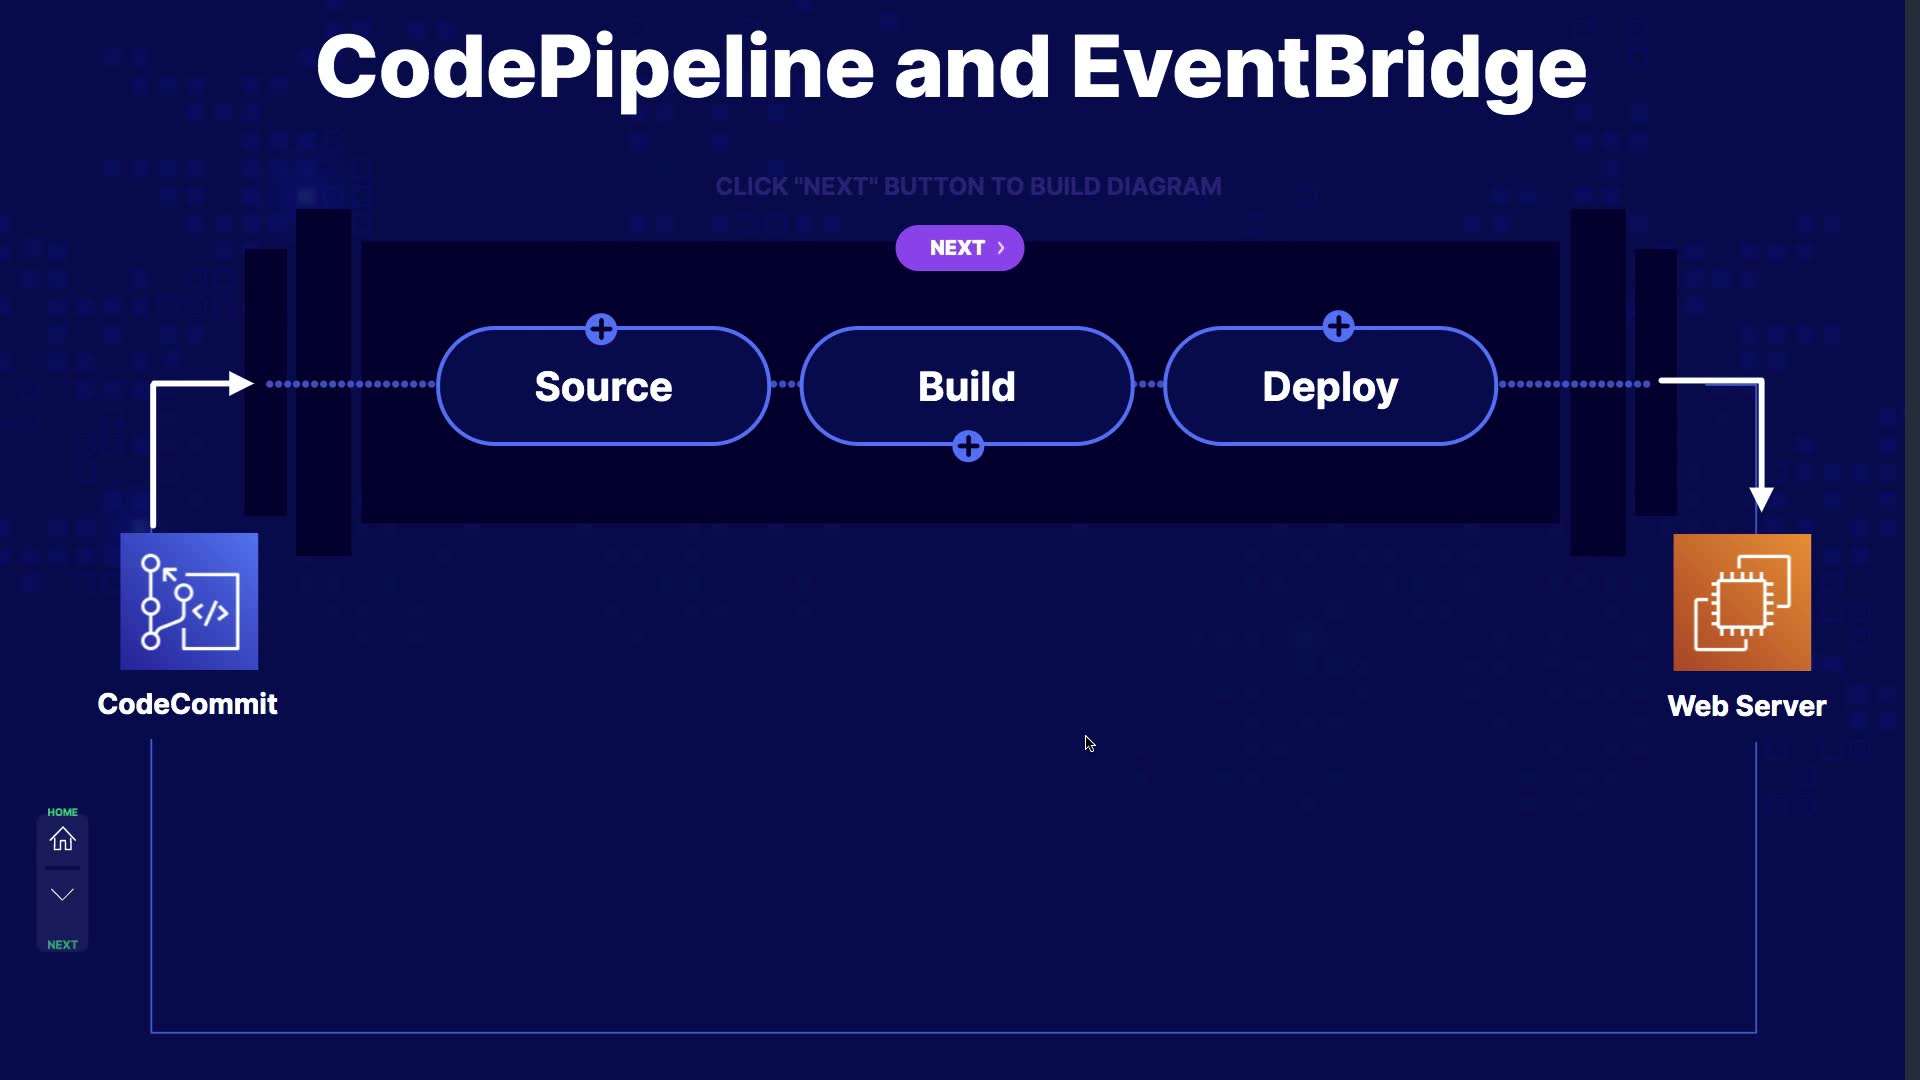 CodePipeline and EventBridge
CLICK "NEXT" BUTTON TO BUILD DIAGRAM
NEXT
Source
Build
Deploy
CodeCommit
Web Server
HOME
NEXT